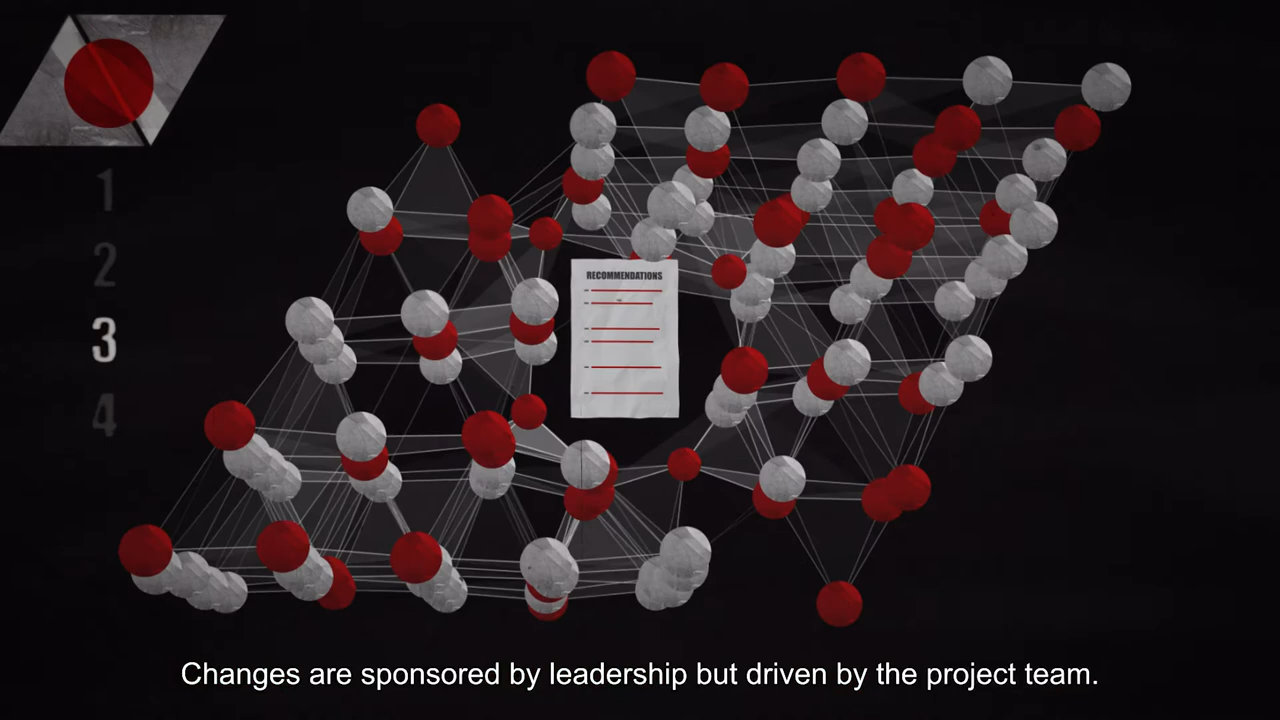 1
2
3
4
RECOMMENDATIONS
Changes are sponsored by leadership but driven by the project team.